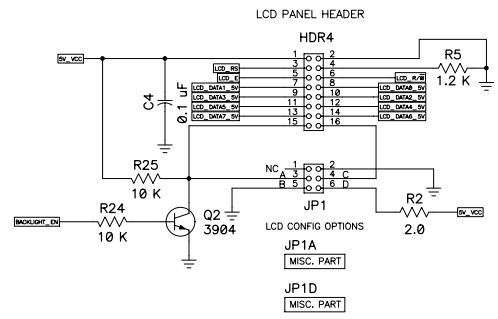 LCD PANEL HEADER
HDR4
5V_VCC
1 2
LCD_RS 3 4
R5
1.2 K
LCD_E 5 6 LCD_R/W
LCD_DATA1_5V 7 8 LCD_DATA0_5V
LCD_DATA3_5V 9 10 LCD_DATA2_5V
LCD_DATA5_5V 11 12 LCD_DATA4_5V
LCD_DATA7_5V 13 14 LCD_DATA6_5V
15 16
C4
0.1 uF
R25
10 K
NC 1 2
A 3 4 C
B 5 6 D
JP1
R2
2.0
5V_VCC
BACKLIGHT_EN
R24
10 K
Q2
3904
LCD CONFIG OPTIONS
JP1A
MISC. PART
JP1D
MISC. PART